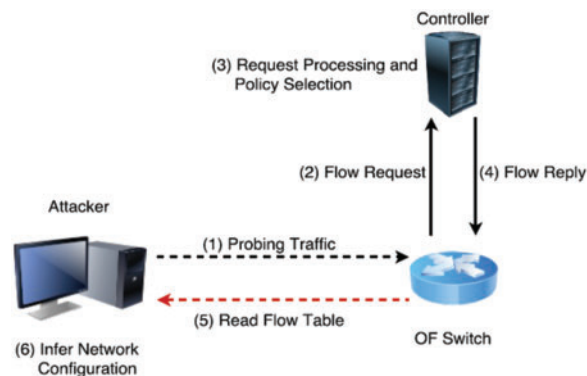 Controller
(3) Request Processing and
Policy Selection
(2) Flow Request
(4) Flow Reply
Attacker
(1) Probing Traffic
(5) Read Flow Table
(6) Infer Network
Configuration
OF Switch